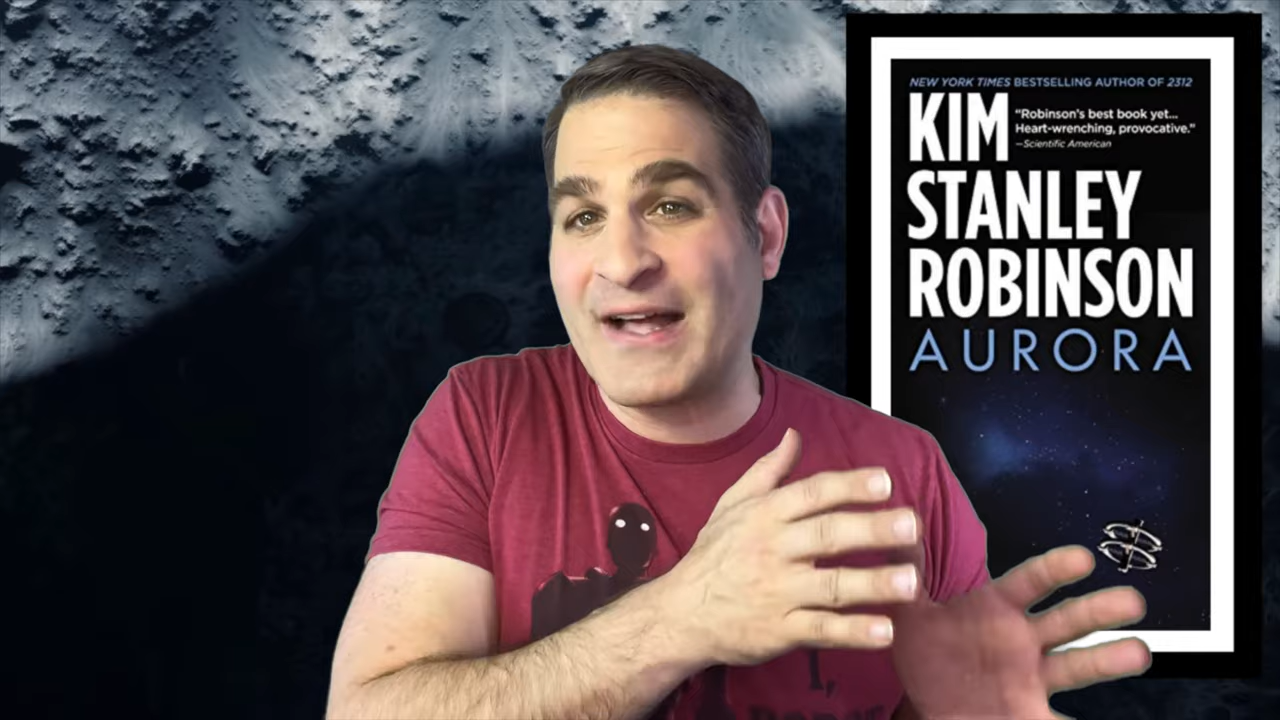 NEW YORK TIMES BESTSELLING AUTHOR OF 2312
KIM
"Robinson's best book yet...
Heart-wrenching, provocative."
—Scientific American
STANLEY
ROBINSON
AURORA
I,